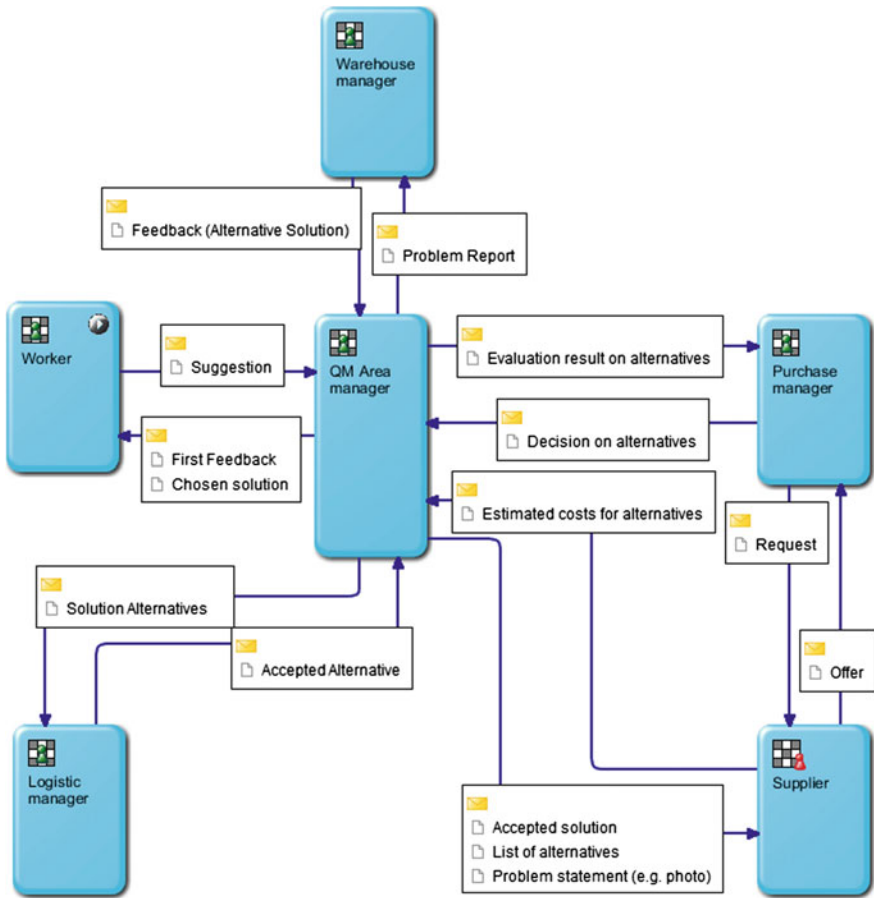 Warehouse
manager
Feedback (Alternative Solution)
Problem Report
Worker
Suggestion
QM Area
manager
Evaluation result on alternatives
Purchase
manager
First Feedback
Chosen solution
Decision on alternatives
Estimated costs for alternatives
Request
Solution Alternatives
Accepted Alternative
Offer
Logistic
manager
Accepted solution
List of alternatives
Problem statement (e.g. photo)
Supplier